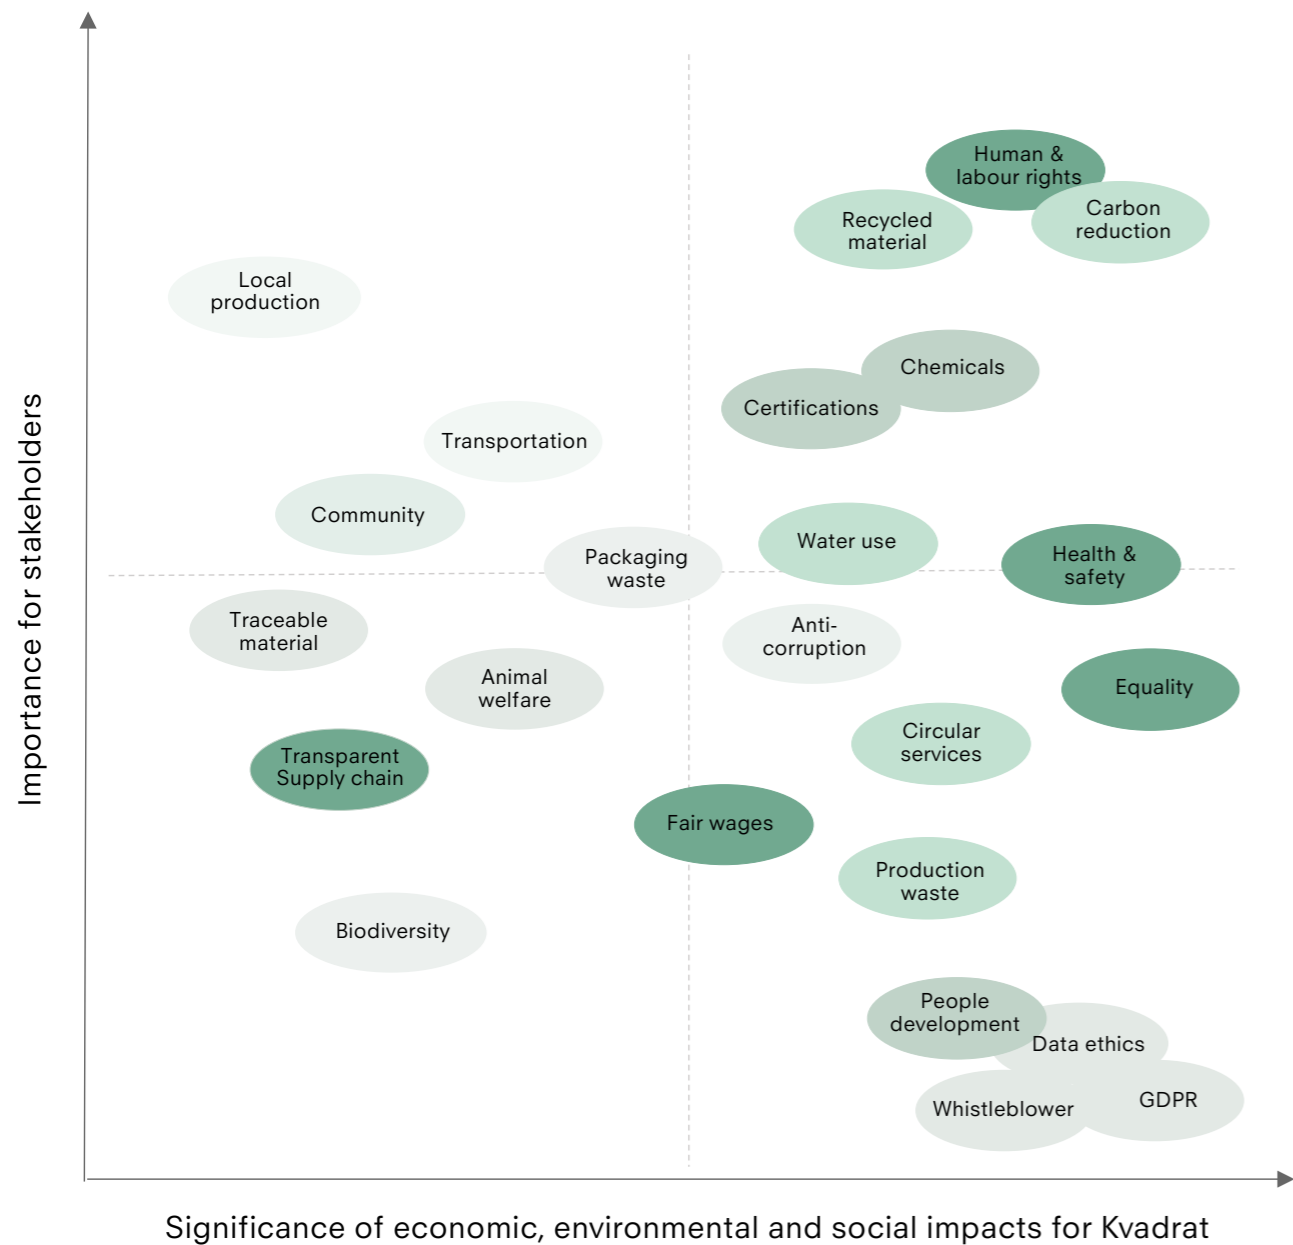 Human &
labour rights
Carbon
reduction
Recycled
material
Local
production
Chemicals
Certifications
Transportation
Community
Water use
Packaging
waste
Health &
safety
Traceable
material
Anti-
corruption
Animal
welfare
Equality
Circular
services
Transparent
Supply chain
Fair wages
Production
waste
Biodiversity
People
development
Data ethics
Whistleblower
GDPR
Importance for stakeholders
Significance of economic, environmental and social impacts for Kvadrat